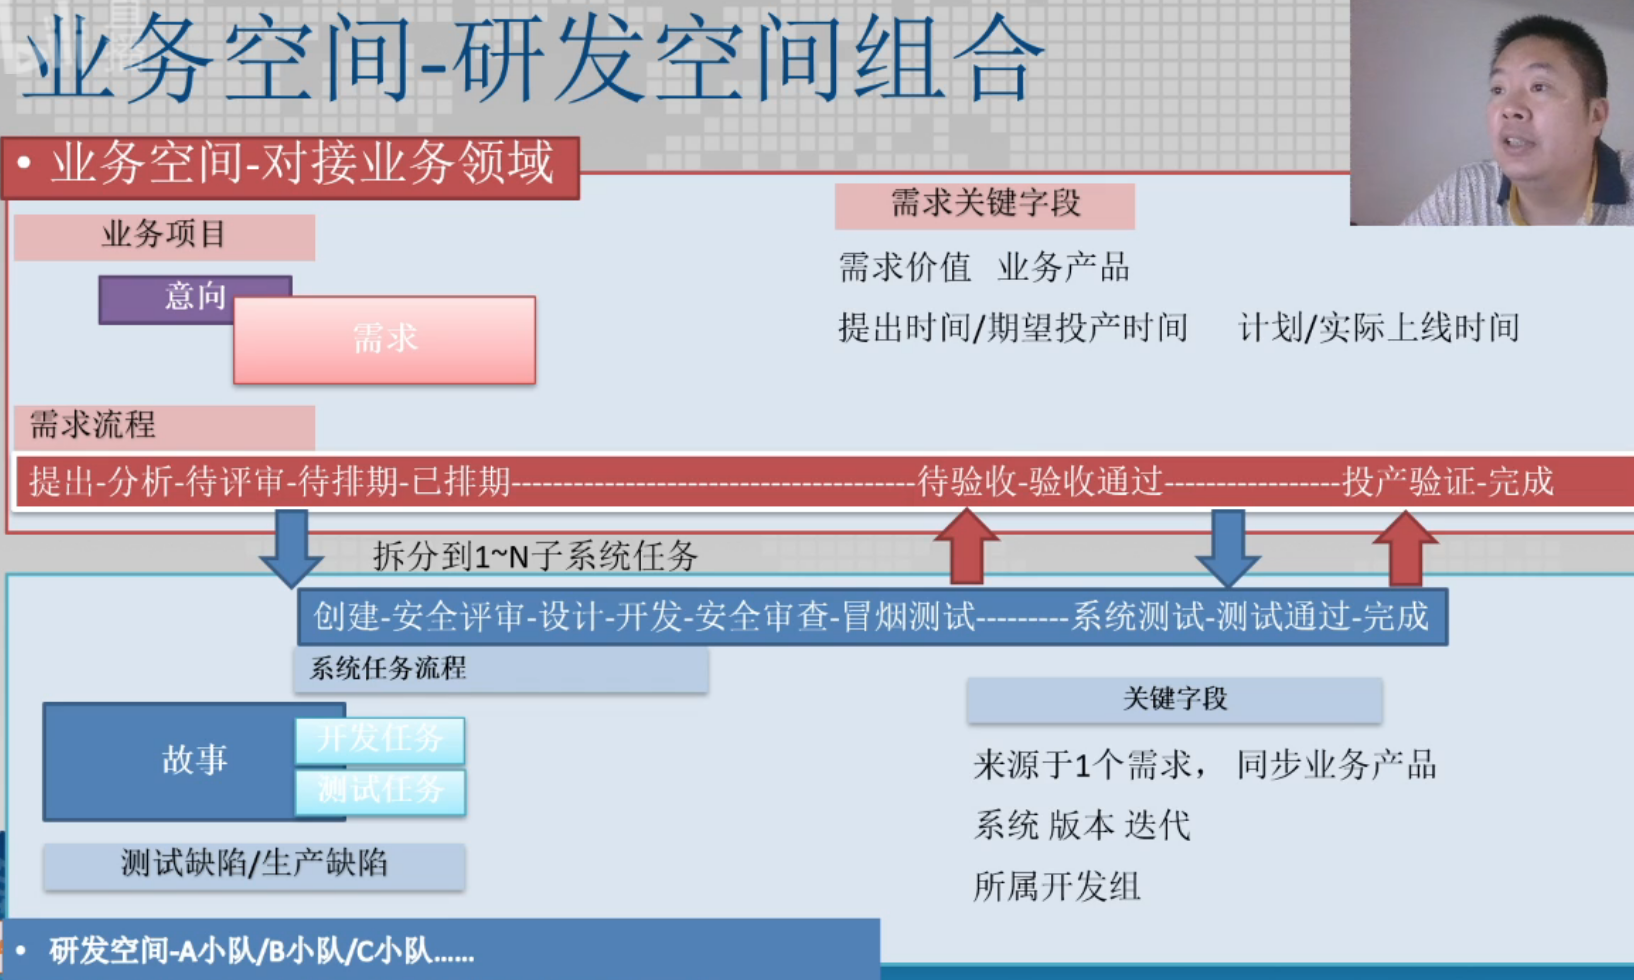 业务空间-研发空间组合
• 业务空间-对接业务领域
业务项目
意向
需求
需求关键字段
需求价值 业务产品
提出时间/期望投产时间 计划/实际上线时间
需求流程
提出-分析-待评审-待排期-已排期---------------------------------------待验收-验收通过-----------------投产验证-完成
拆分到1~N子系统任务
创建-安全评审-设计-开发-安全审查-冒烟测试---------系统测试-测试通过-完成
系统任务流程
故事
开发任务
测试任务
测试缺陷/生产缺陷
关键字段
来源于1个需求， 同步业务产品
系统 版本 迭代
所属开发组
• 研发空间-A小队/B小队/C小队......